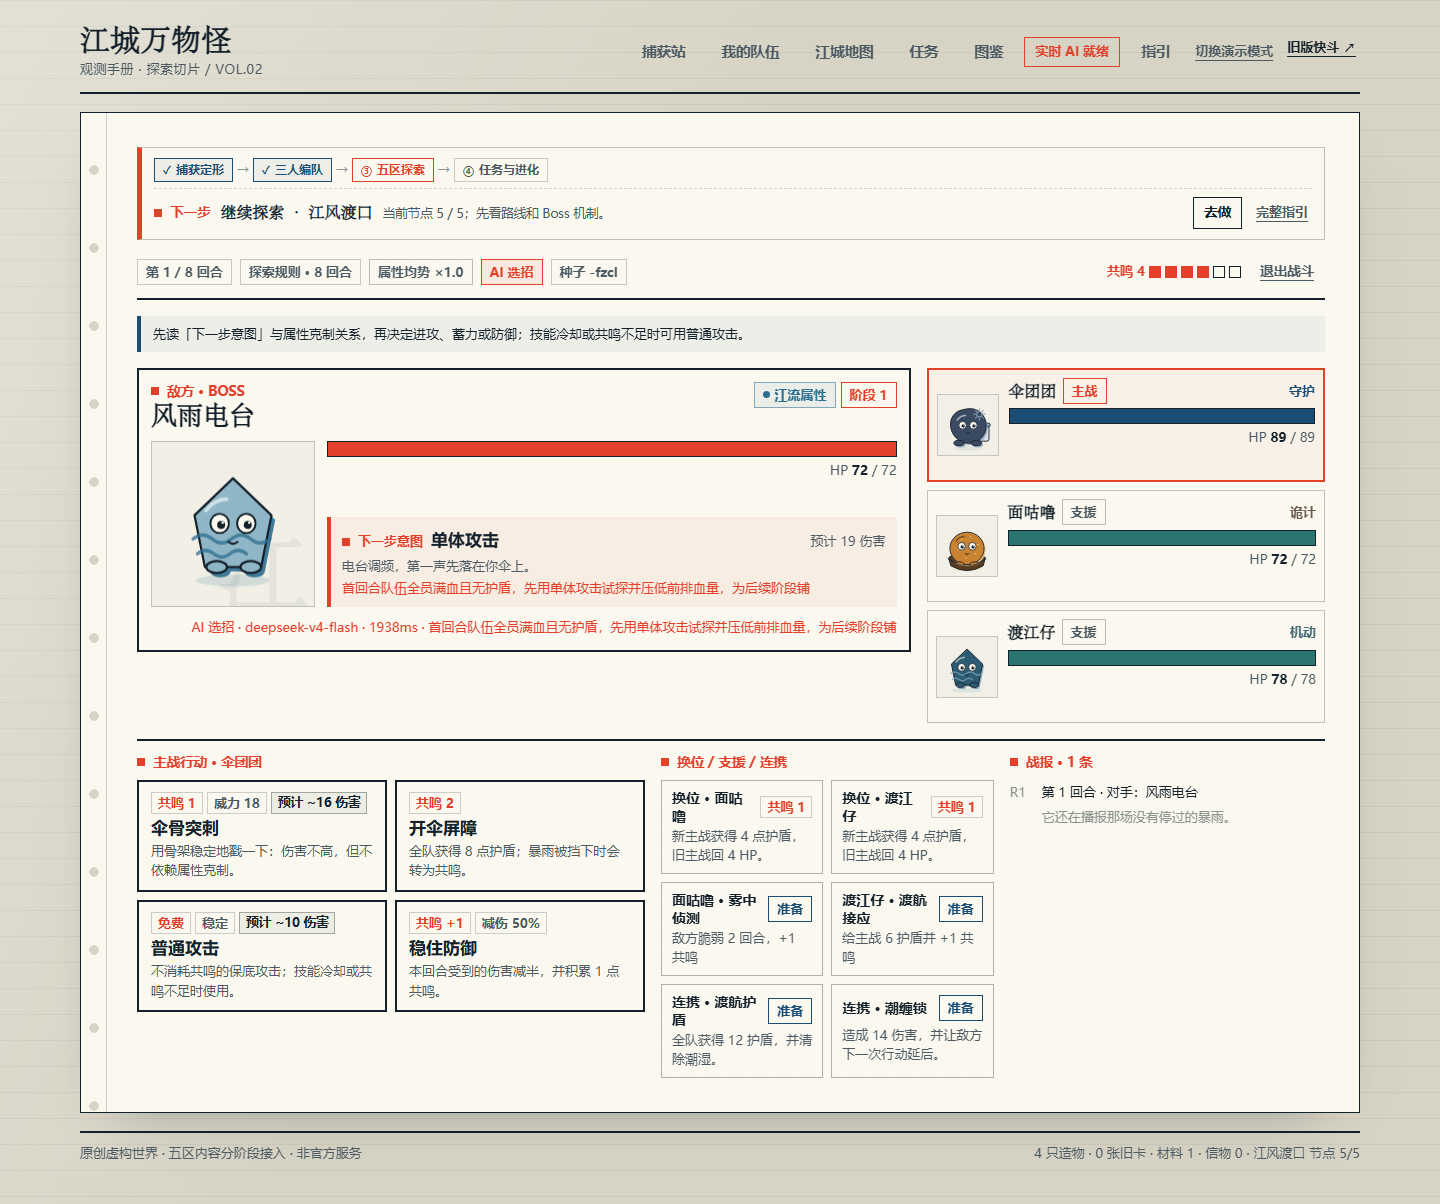 江城万物怪
观测手册 · 探索切片 / VOL.02
捕获站 我的队伍 江城地图 任务 图鉴 实时 AI 就绪 指引 切换演示模式 旧版快斗 ↗
✓ 捕获定形 → ✓ 三人编队 → ③ 五区探索 → ④ 任务与进化
下一步 继续探索 · 江风渡口 当前节点 5 / 5；先看路线和 Boss 机制。 去做 完整指引
第 1 / 8 回合 探索规则 • 8 回合 属性均势 ×1.0 AI 选招 种子 -fzcl 共鸣 4 退出战斗
先读「下一步意图」与属性克制关系，再决定进攻、蓄力或防御；技能冷却或共鸣不足时可用普通攻击。
敌方 • BOSS
风雨电台
江流属性 阶段 1
HP 72 / 72
江
下一步意图 单体攻击 预计 19 伤害
电台调频，第一声先落在你伞上。
首回合队伍全员满血且无护盾，先用单体攻击试探并压低前排血量，为后续阶段铺
AI 选招 · deepseek-v4-flash · 1938ms · 首回合队伍全员满血且无护盾，先用单体攻击试探并压低前排血量，为后续阶段铺
伞团团 主战 守护
HP 89 / 89
面咕噜 支援 诡计
HP 72 / 72
渡江仔 支援 机动
HP 78 / 78
主战行动 • 伞团团
共鸣 1 威力 18 预计 ~16 伤害
伞骨突刺
用骨架稳定地戳一下：伤害不高，但不
依赖属性克制。
共鸣 2
开伞屏障
全队获得 8 点护盾；暴雨被挡下时会
转为共鸣。
免费 稳定 预计 ~10 伤害
普通攻击
不消耗共鸣的保底攻击；技能冷却或共
鸣不足时使用。
共鸣 +1 减伤 50%
稳住防御
本回合受到的伤害减半，并积累 1 点
共鸣。
换位 / 支援 / 连携
换位 • 面咕
噜
共鸣 1
新主战获得 4 点护盾，
旧主战回 4 HP。
换位 • 渡江
仔
共鸣 1
新主战获得 4 点护盾，
旧主战回 4 HP。
面咕噜 • 雾中
侦测
准备
敌方脆弱 2 回合，+1
共鸣
渡江仔 • 渡航
接应
准备
给主战 6 护盾并 +1 共
鸣
连携 • 渡航护
盾
准备
全队获得 12 护盾，并清
除潮湿。
连携 • 潮缠锁
准备
造成 14 伤害，并让敌方
下一次行动延后。
战报 • 1 条
R1 第 1 回合 · 对手：风雨电台
它还在播报那场没有停过的暴雨。
原创虚构世界 · 五区内容分阶段接入 · 非官方服务
4 只造物 · 0 张旧卡 · 材料 1 · 信物 0 · 江风渡口 节点 5/5